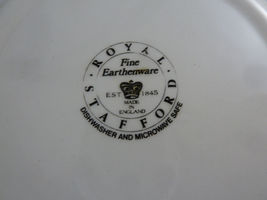 · ROYAL ·
Fine
Earthenware
EST. 1845
MADE
IN
ENGLAND
STAFFORD
DISHWASHER AND MICROWAVE SAFE